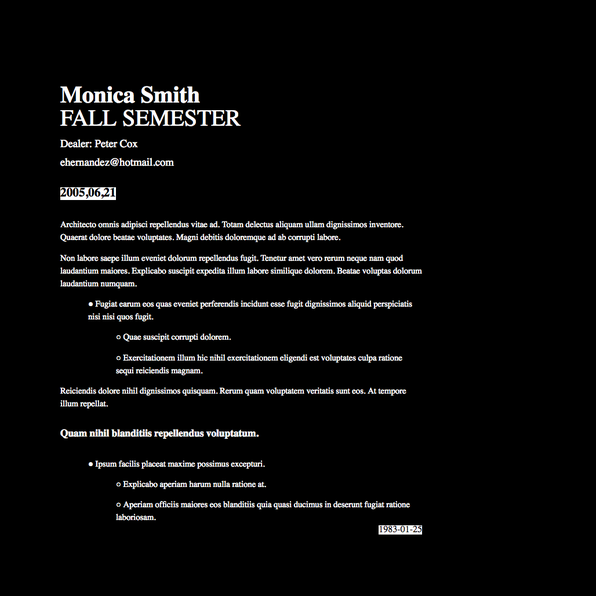 Monica Smith
FALL SEMESTER
Dealer: Peter Cox
ehernandez@hotmail.com
2005,06,21
Architecto omnis adipisci repellendus vitae ad. Totam delectus aliquam ullam dignissimos inventore.
Quaerat dolore beatae voluptates. Magni debitis doloremque ad ab corrupti labore.
Non labore saepe illum eveniet dolorum repellendus fugit. Tenetur amet vero rerum neque nam quod
laudantium maiores. Explicabo suscipit expedita illum labore similique dolorem. Beatae voluptas dolorum
laudantium numquam.
● Fugiat earum eos quas eveniet perferendis incidunt esse fugit dignissimos aliquid perspiciatis
nisi nisi quos fugit.
○ Quae suscipit corrupti dolorem.
○ Exercitationem illum hic nihil exercitationem eligendi est voluptates culpa ratione
sequi reiciendis magnam.
Reiciendis dolore nihil dignissimos quisquam. Rerum quam voluptatem veritatis sunt eos. At tempore
illum repellat.
Quam nihil blanditiis repellendus voluptatum.
● Ipsum facilis placeat maxime possimus excepturi.
○ Explicabo aperiam harum nulla ratione at.
○ Aperiam officiis maiores eos blanditiis quia quasi ducimus in deserunt fugiat ratione
laboriosam.
1983-01-25